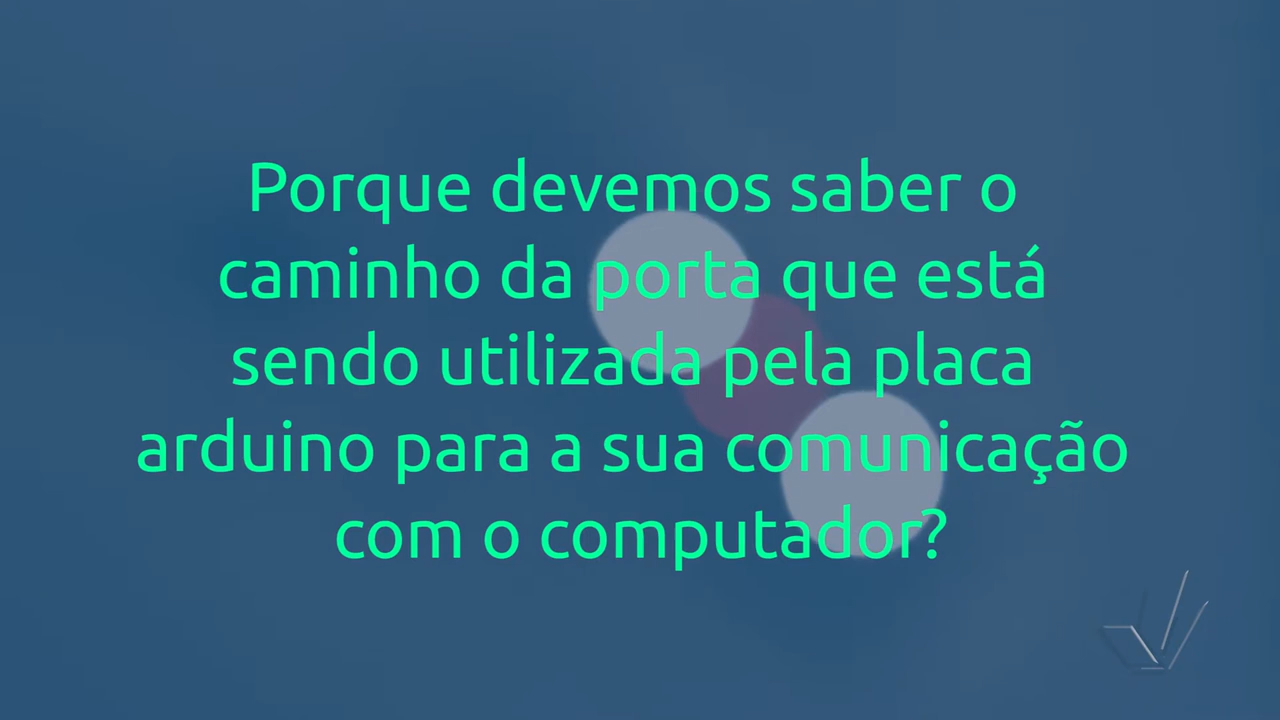 Porque devemos saber o
caminho da porta que está
sendo utilizada pela placa
arduino para a sua comunicação
com o computador?